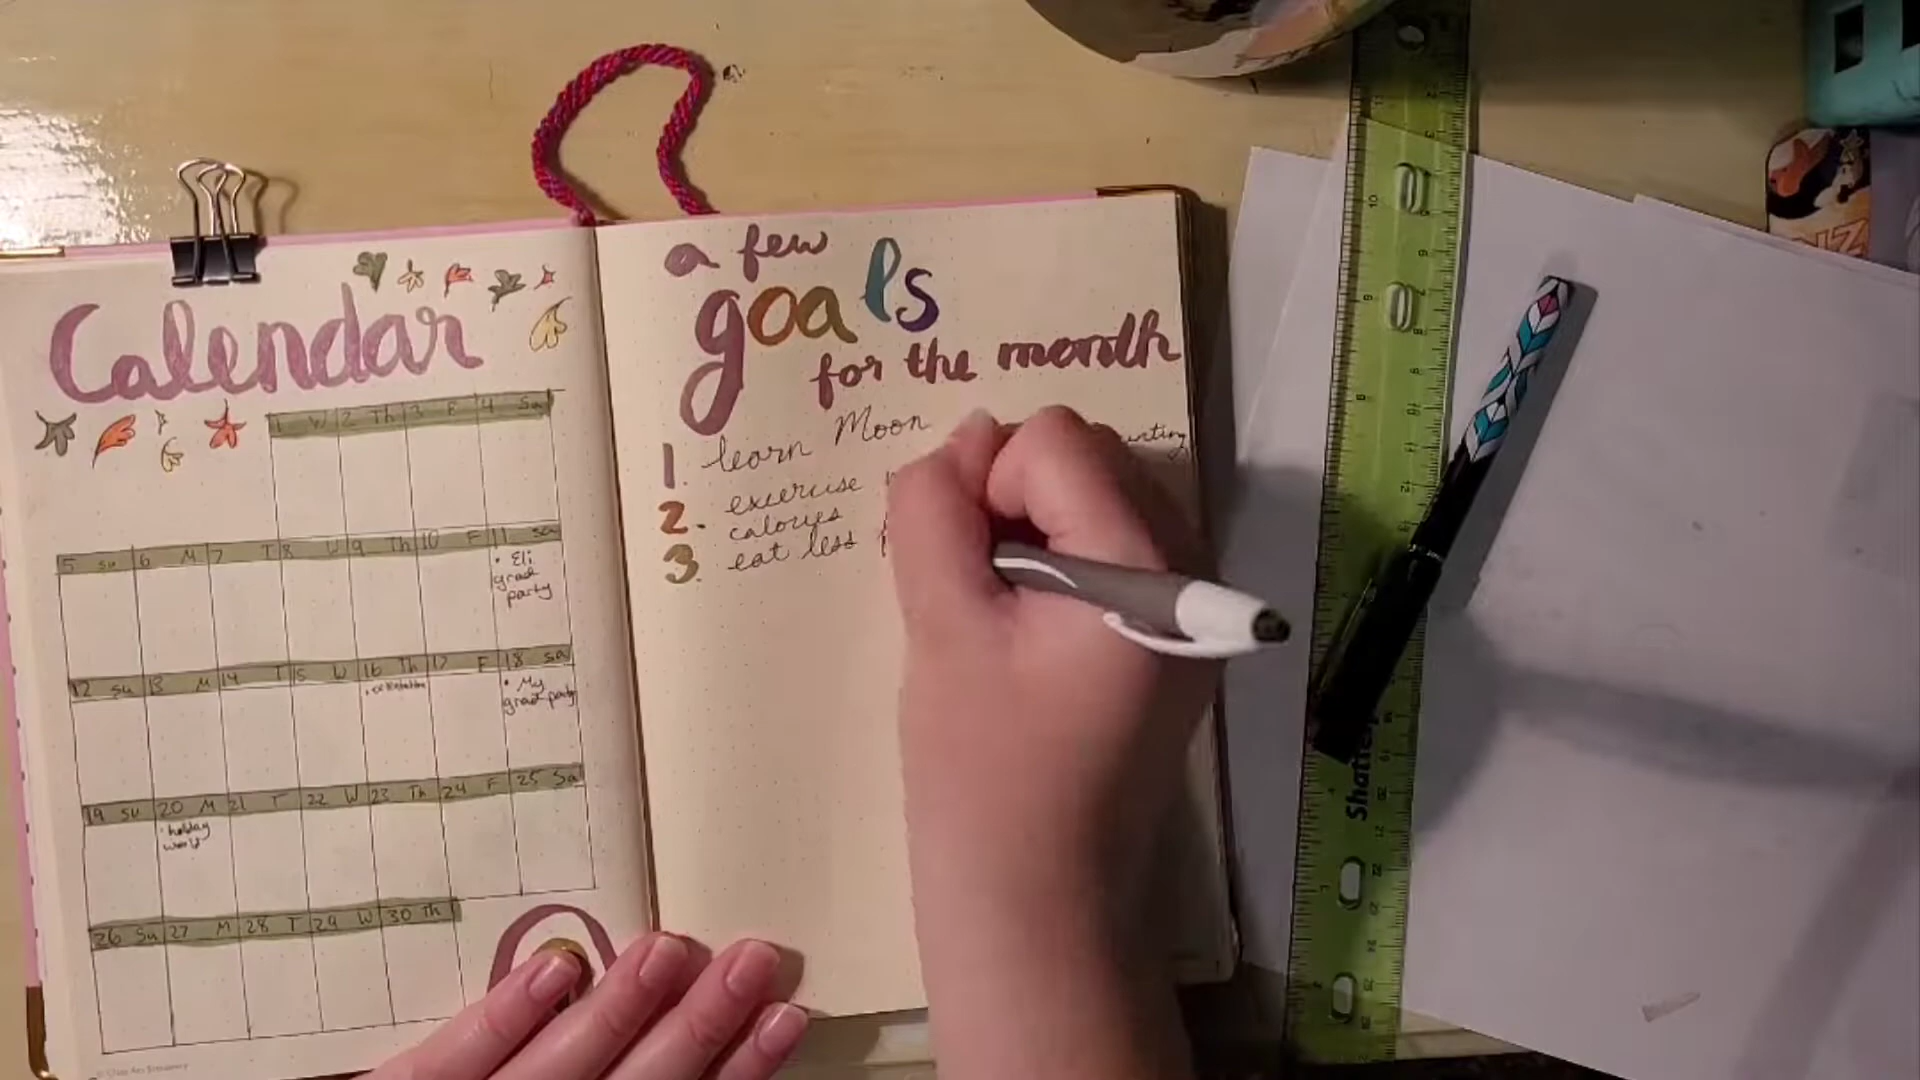 Calendar
1 W 2 Th 3 F 4 Sa
5 Su 6 M 7 T 8 W 9 Th 10 F 11 Sa
• Eli
grad
party
12 Su 13 M 14 T 15 W 16 Th 17 F 18 Sa
• My
grad party
19 Su 20 M 21 T 22 W 23 Th 24 F 25 Sa
• holiday
world
26 Su 27 M 28 T 29 W 30 Th
a few
goals
for the month
1. learn Moon
2. excercise
calories
3. eat less